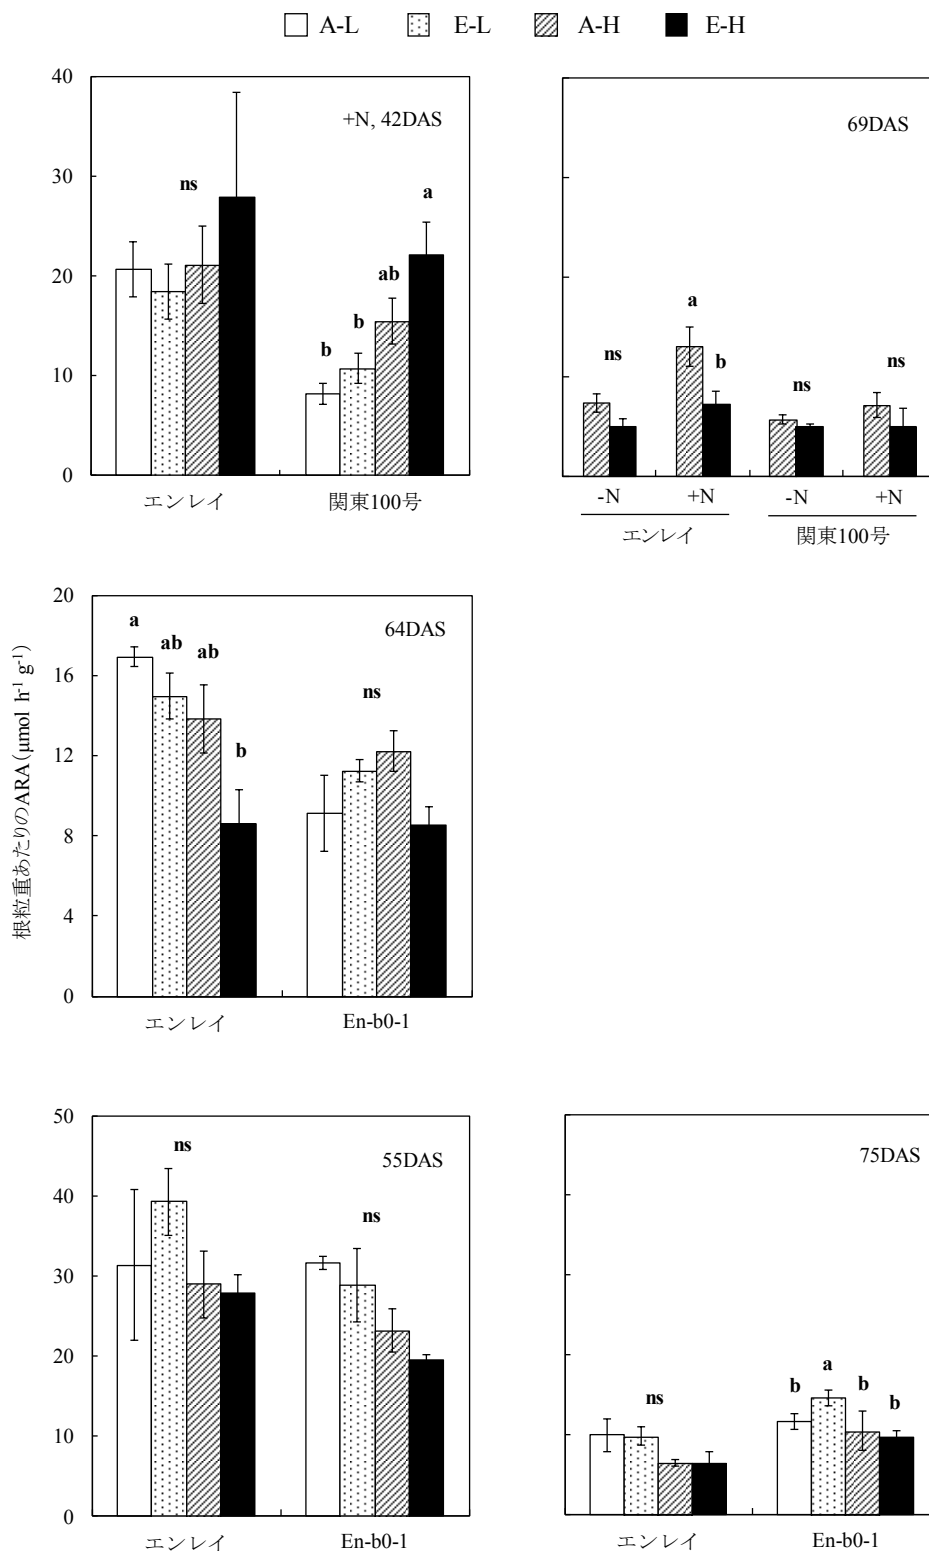 A-L E-L A-H E-H
根粒重あたりのARA(μmol h-1 g-1)
+N, 42DAS
40
30
20
10
0
ns
b b ab a
エンレイ 関東100号
69DAS
ns a b ns ns
-N +N -N +N
エンレイ 関東100号
64DAS
20
16
12
8
4
0
a ab ab b
ns
エンレイ En-b0-1
55DAS
50
40
30
20
10
0
ns
ns
エンレイ En-b0-1
75DAS
ns
b a b b
エンレイ En-b0-1